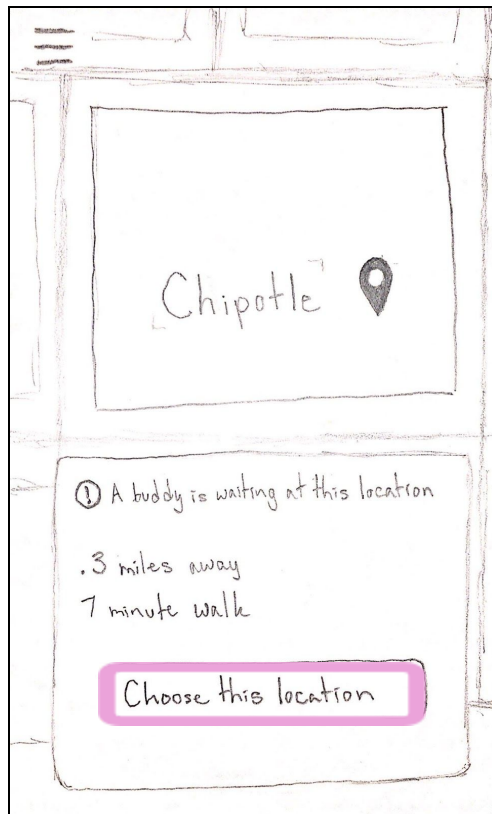 Chipotle
! A buddy is waiting at this location
.3 miles away
7 minute walk
Choose this location